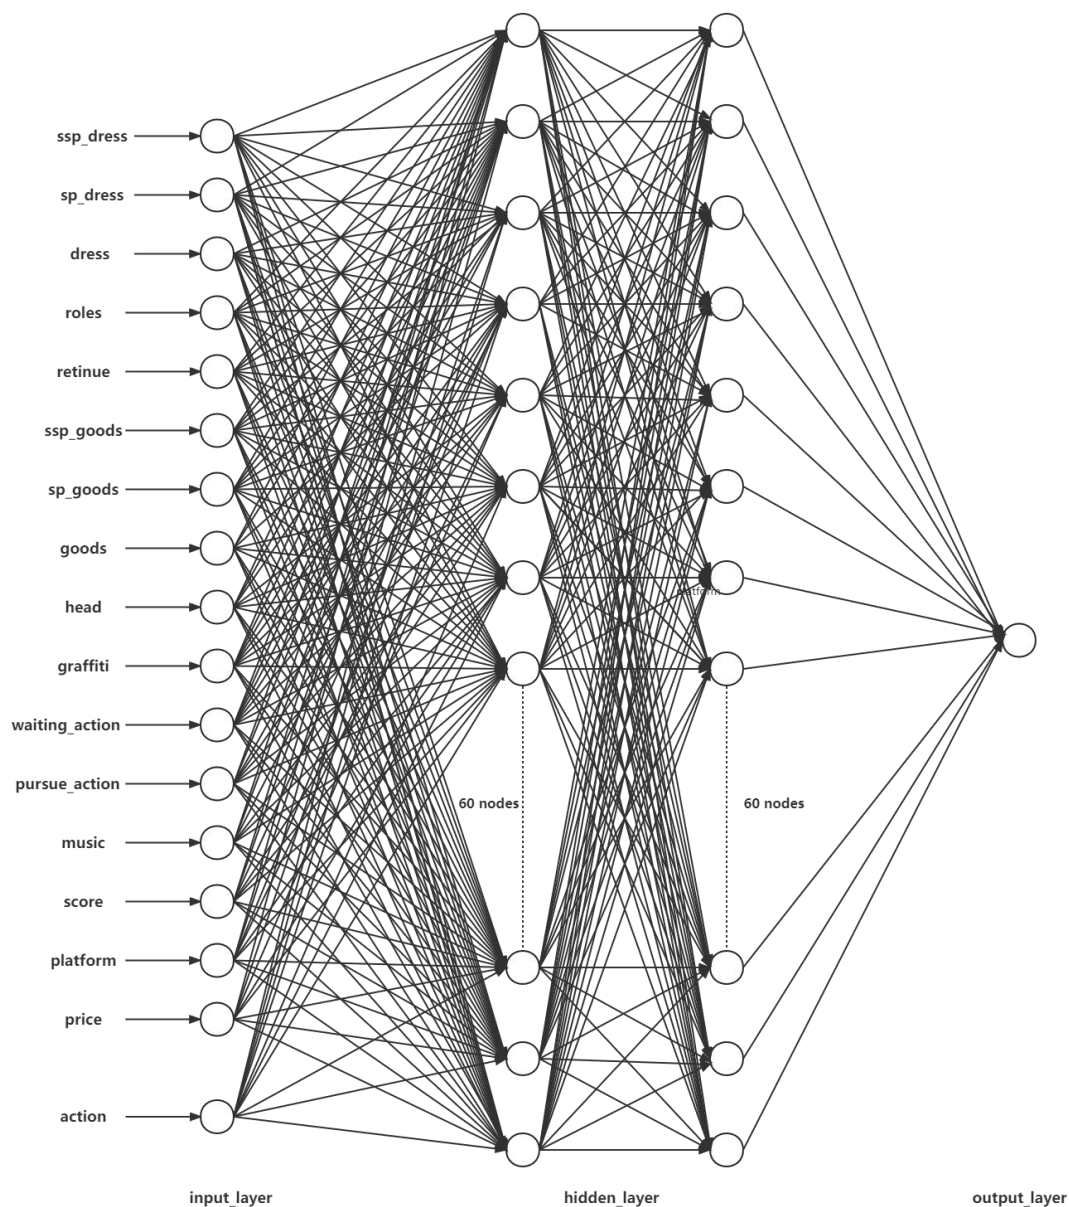 ssp_dress
sp_dress
dress
roles
retinue
ssp_goods
sp_goods
goods
head
graffiti
waiting_action
pursue_action
music
score
platform
price
action
platform
60 nodes
60 nodes
input_layer
hidden_layer
output_layer